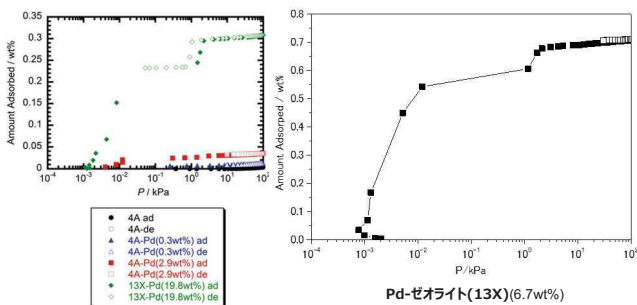 0.35
0.3
0.25
0.2
0.15
0.1
0.05
0
Amount Adsorbed / wt%
10⁻⁴ 10⁻³ 10⁻² 10⁻¹ 10⁰ 10¹ 10²
P / kPa
4A ad
4A-de
4A-Pd(0.3wt%) ad
4A-Pd(0.3wt%) de
4A-Pd(2.9wt%) ad
4A-Pd(2.9wt%) de
13X-Pd(19.8wt%) ad
13X-Pd(19.8wt%) de
0.8
0.7
0.6
0.5
0.4
0.3
0.2
0.1
0.0
Amount Adsorpted / wt.%
10⁻⁴ 10⁻³ 10⁻² 10⁻¹ 10⁰ 10¹ 10²
P/kPa
Pd-ゼオライト(13X)(6.7wt%)